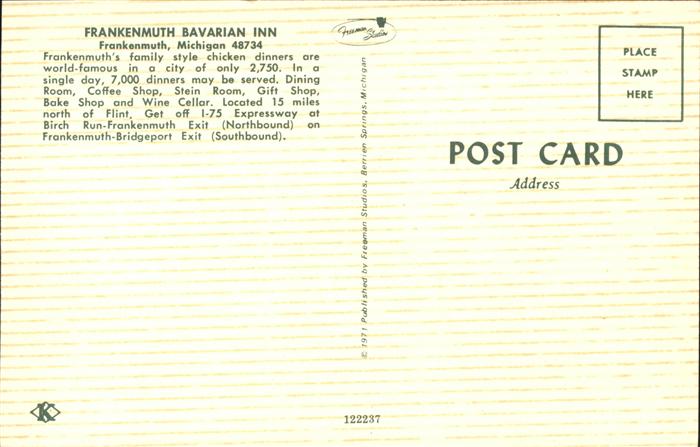 FRANKENMUTH BAVARIAN INN
Frankenmuth, Michigan 48734
Frankenmuth's family style chicken dinners are
world-famous in a city of only 2,750. In a
single day, 7,000 dinners may be served. Dining
Room, Coffee Shop, Stein Room, Gift Shop,
Bake Shop and Wine Cellar. Located 15 miles
north of Flint, Get off I-75 Expressway at
Birch Run-Frankenmuth Exit (Northbound) on
Frankenmuth-Bridgeport Exit (Southbound).
Freeman Studios
© 1971 Published by Freeman Studios, Berrien Springs, Michigan
PLACE
STAMP
HERE
POST CARD
Address
K
122237